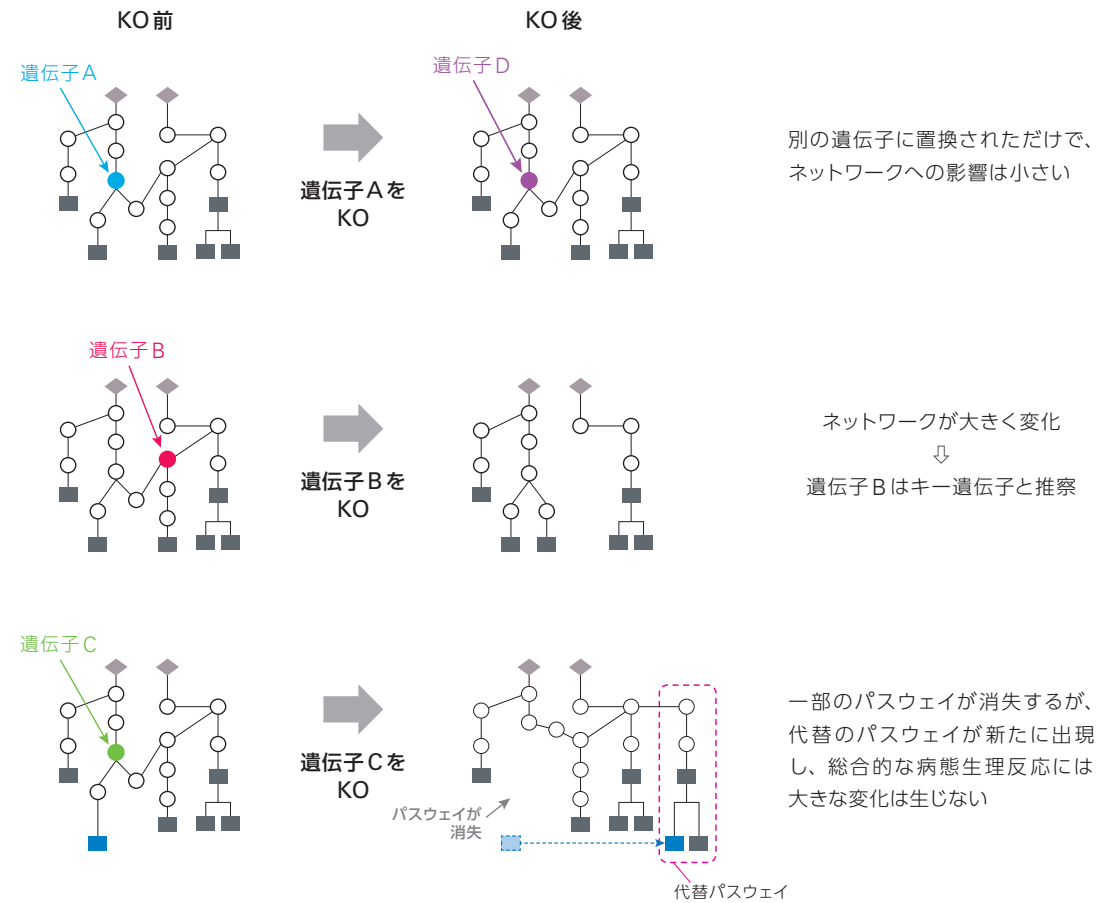 KO前
KO後
遺伝子A
遺伝子D
遺伝子Aを
KO
別の遺伝子に置換されただけで、
ネットワークへの影響は小さい
遺伝子B
遺伝子Bを
KO
ネットワークが大きく変化
⇩
遺伝子Bはキー遺伝子と推察
遺伝子C
遺伝子Cを
KO
パスウェイが
消失
代替パスウェイ
一部のパスウェイが消失するが、
代替のパスウェイが新たに出現
し、総合的な病態生理反応には
大きな変化は生じない